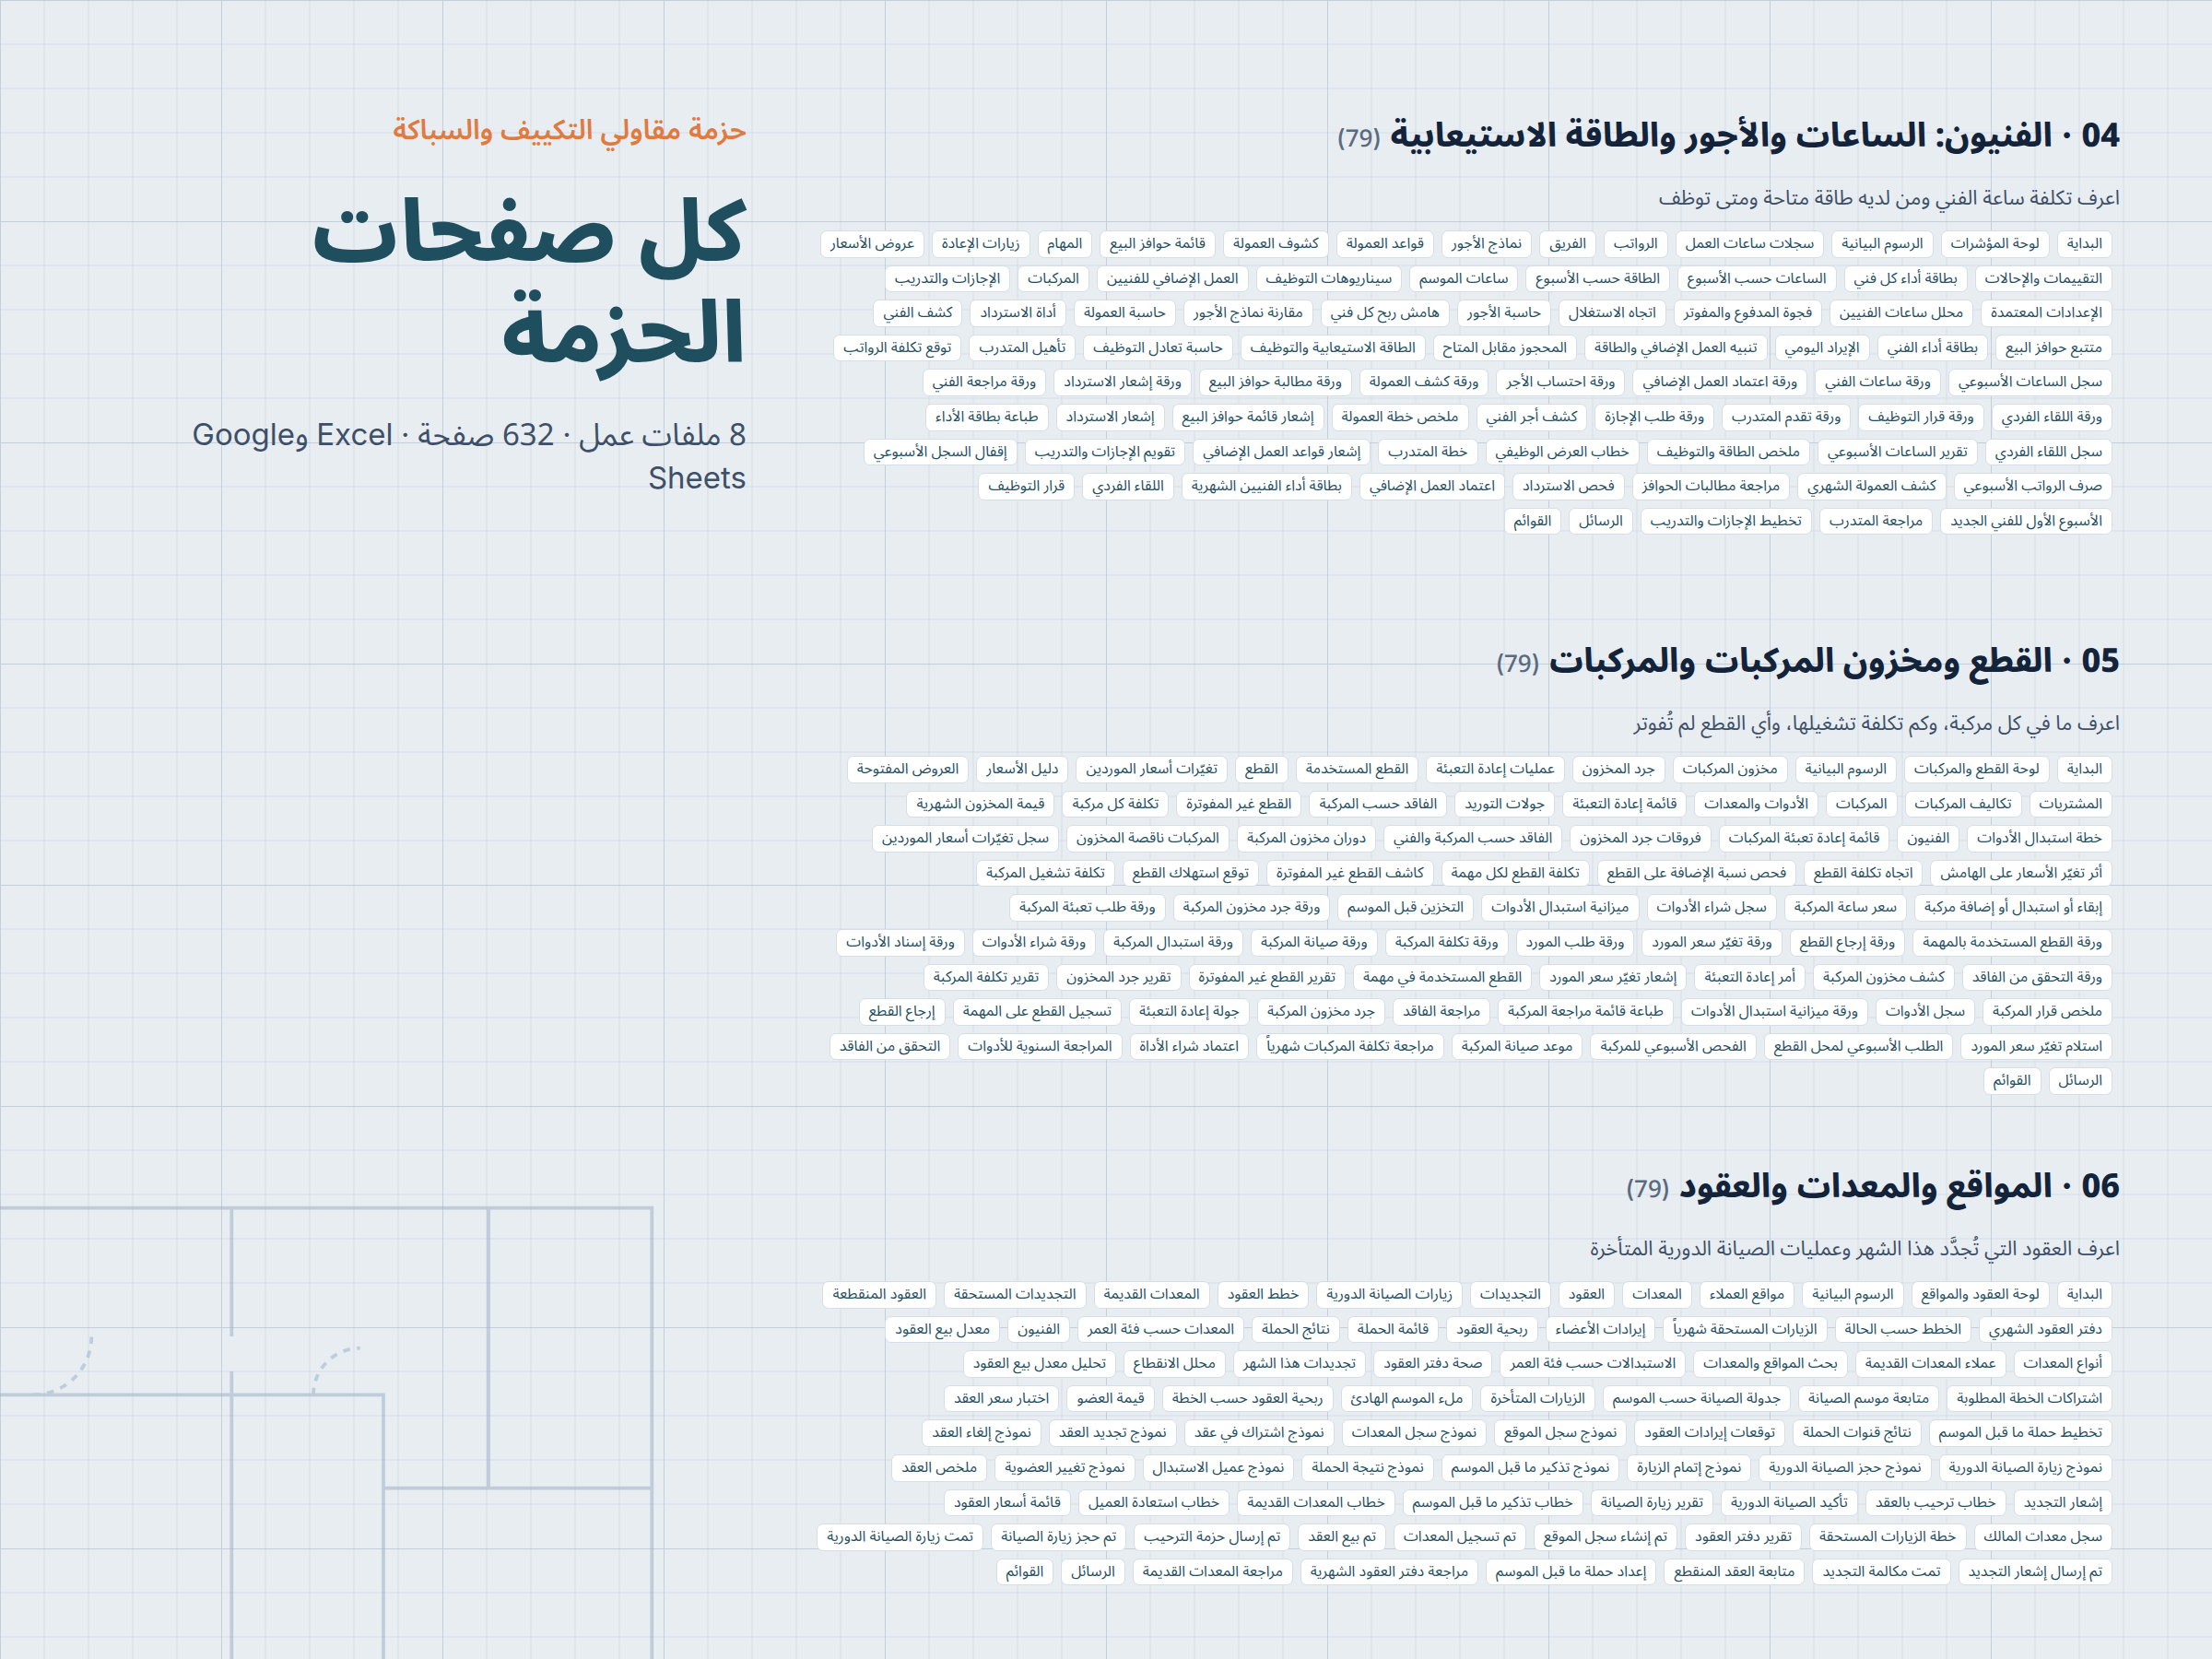 حزمة مقاولي التكييف والسباكة
كل صفحات
الحزمة
8 ملفات عمل · 632 صفحة · Excel وGoogle
Sheets
04 · الفنيون: الساعات والأجور والطاقة الاستيعابية (79)
اعرف تكلفة ساعة الفني ومن لديه طاقة متاحة ومتى توظف
البداية لوحة المؤشرات الرسوم البيانية سجلات ساعات العمل الرواتب الفريق نماذج الأجور قواعد العمولة كشوف العمولة قائمة حوافز البيع المهام زيارات الإعادة عروض الأسعار
التقييمات والإحالات بطاقة أداء كل فني الساعات حسب الأسبوع الطاقة حسب الأسبوع ساعات الموسم سيناريوهات التوظيف العمل الإضافي للفنيين المركبات الإجازات والتدريب
الإعدادات المعتمدة محلل ساعات الفنيين فجوة المدفوع والمفوتر اتجاه الاستغلال حاسبة الأجور هامش ربح كل فني مقارنة نماذج الأجور حاسبة العمولة أداة الاسترداد كشف الفني
متتبع حوافز البيع بطاقة أداء الفني الإيراد اليومي تنبيه العمل الإضافي والطاقة المحجوز مقابل المتاح الطاقة الاستيعابية والتوظيف حاسبة تعادل التوظيف تأهيل المتدرب توقع تكلفة الرواتب
سجل الساعات الأسبوعي ورقة ساعات الفني ورقة اعتماد العمل الإضافي ورقة احتساب الأجر ورقة كشف العمولة ورقة مطالبة حوافز البيع ورقة إشعار الاسترداد ورقة مراجعة الفني
ورقة اللقاء الفردي ورقة قرار التوظيف ورقة تقدم المتدرب ورقة طلب الإجازة كشف أجر الفني ملخص خطة العمولة إشعار قائمة حوافز البيع إشعار الاسترداد طباعة بطاقة الأداء
سجل اللقاء الفردي تقرير الساعات الأسبوعي ملخص الطاقة والتوظيف خطاب العرض الوظيفي خطة المتدرب إشعار قواعد العمل الإضافي تقويم الإجازات والتدريب إقفال السجل الأسبوعي
صرف الرواتب الأسبوعي كشف العمولة الشهري مراجعة مطالبات الحوافز فحص الاسترداد اعتماد العمل الإضافي بطاقة أداء الفنيين الشهرية اللقاء الفردي قرار التوظيف
الأسبوع الأول للفني الجديد مراجعة المتدرب تخطيط الإجازات والتدريب الرسائل القوائم
05 · القطع ومخزون المركبات والمركبات (79)
اعرف ما في كل مركبة، وكم تكلفة تشغيلها، وأي القطع لم تُفوتر
البداية لوحة القطع والمركبات الرسوم البيانية مخزون المركبات جرد المخزون عمليات إعادة التعبئة القطع المستخدمة القطع تغيّرات أسعار الموردين دليل الأسعار العروض المفتوحة
المشتريات تكاليف المركبات المركبات الأدوات والمعدات قائمة إعادة التعبئة جولات التوريد الفاقد حسب المركبة القطع غير المفوترة تكلفة كل مركبة قيمة المخزون الشهرية
خطة استبدال الأدوات الفنيون قائمة إعادة تعبئة المركبات فروقات جرد المخزون الفاقد حسب المركبة والفني دوران مخزون المركبة المركبات ناقصة المخزون سجل تغيّرات أسعار الموردين
أثر تغيّر الأسعار على الهامش اتجاه تكلفة القطع فحص نسبة الإضافة على القطع تكلفة القطع لكل مهمة كاشف القطع غير المفوترة توقع استهلاك القطع تكلفة تشغيل المركبة
إبقاء أو استبدال أو إضافة مركبة سعر ساعة المركبة سجل شراء الأدوات ميزانية استبدال الأدوات التخزين قبل الموسم ورقة جرد مخزون المركبة ورقة طلب تعبئة المركبة
ورقة القطع المستخدمة بالمهمة ورقة إرجاع القطع ورقة تغيّر سعر المورد ورقة طلب المورد ورقة تكلفة المركبة ورقة صيانة المركبة ورقة استبدال المركبة ورقة شراء الأدوات ورقة إسناد الأدوات
ورقة التحقق من الفاقد كشف مخزون المركبة أمر إعادة التعبئة إشعار تغيّر سعر المورد القطع المستخدمة في مهمة تقرير القطع غير المفوترة تقرير جرد المخزون تقرير تكلفة المركبة
ملخص قرار المركبة سجل الأدوات ورقة ميزانية استبدال الأدوات طباعة قائمة مراجعة المركبة مراجعة الفاقد جرد مخزون المركبة جولة إعادة التعبئة تسجيل القطع على المهمة إرجاع القطع
استلام تغيّر سعر المورد الطلب الأسبوعي لمحل القطع الفحص الأسبوعي للمركبة موعد صيانة المركبة مراجعة تكلفة المركبات شهرياً اعتماد شراء الأداة المراجعة السنوية للأدوات التحقق من الفاقد
الرسائل القوائم
06 · المواقع والمعدات والعقود (79)
اعرف العقود التي تُجدَّد هذا الشهر وعمليات الصيانة الدورية المتأخرة
البداية لوحة العقود والمواقع الرسوم البيانية مواقع العملاء المعدات العقود التجديدات زيارات الصيانة الدورية خطط العقود المعدات القديمة التجديدات المستحقة العقود المنقطعة
دفتر العقود الشهري الخطط حسب الحالة الزيارات المستحقة شهرياً إيرادات الأعضاء ربحية العقود قائمة الحملة نتائج الحملة المعدات حسب فئة العمر الفنيون معدل بيع العقود
أنواع المعدات عملاء المعدات القديمة بحث المواقع والمعدات الاستبدالات حسب فئة العمر صحة دفتر العقود تجديدات هذا الشهر محلل الانقطاع تحليل معدل بيع العقود
اشتراكات الخطة المطلوبة متابعة موسم الصيانة جدولة الصيانة حسب الموسم الزيارات المتأخرة ملء الموسم الهادئ ربحية العقود حسب الخطة قيمة العضو اختبار سعر العقد
تخطيط حملة ما قبل الموسم نتائج قنوات الحملة توقعات إيرادات العقود نموذج سجل الموقع نموذج سجل المعدات نموذج اشتراك في عقد نموذج تجديد العقد نموذج إلغاء العقد
نموذج زيارة الصيانة الدورية نموذج حجز الصيانة الدورية نموذج إتمام الزيارة نموذج تذكير ما قبل الموسم نموذج نتيجة الحملة نموذج عميل الاستبدال نموذج تغيير العضوية ملخص العقد
إشعار التجديد خطاب ترحيب بالعقد تأكيد الصيانة الدورية تقرير زيارة الصيانة خطاب تذكير ما قبل الموسم خطاب المعدات القديمة خطاب استعادة العميل قائمة أسعار العقود
سجل معدات المالك خطة الزيارات المستحقة تقرير دفتر العقود تم إنشاء سجل الموقع تم تسجيل المعدات تم بيع العقد تم إرسال حزمة الترحيب تم حجز زيارة الصيانة تمت زيارة الصيانة الدورية
تم إرسال إشعار التجديد تمت مكالمة التجديد متابعة العقد المنقطع إعداد حملة ما قبل الموسم مراجعة دفتر العقود الشهرية مراجعة المعدات القديمة الرسائل القوائم